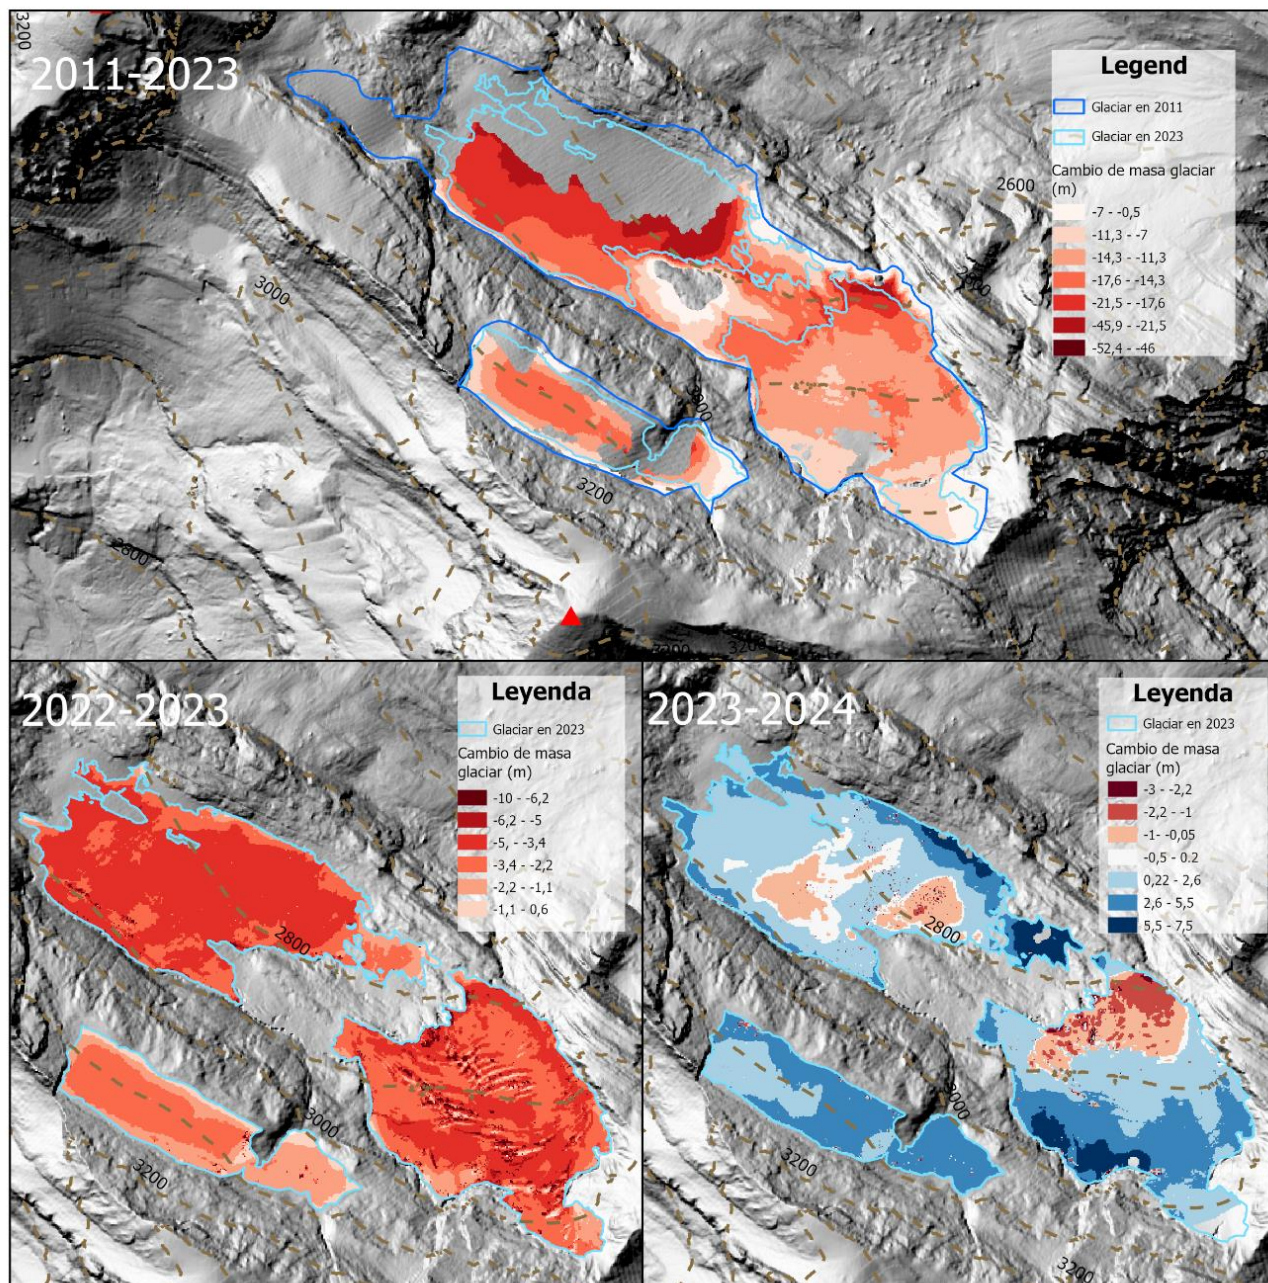 3200
2011-2023
Legend
Glaciar en 2011
Glaciar en 2023
Cambio de masa glaciar
(m)
-7 - -0,5
-11,3 - -7
-14,3 - -11,3
-17,6 - -14,3
-21,5 - -17,6
-45,9 - -21,5
-52,4 - -46
2600
3000
3200
2800
3200
2022-2023
Leyenda
Glaciar en 2023
Cambio de masa
glaciar (m)
-10 - -6,2
-6,2 - -5
-5, - -3,4
-3,4 - -2,2
-2,2 - -1,1
-1,1 - 0,6
2800
3000
3200
2023-2024
Leyenda
Glaciar en 2023
Cambio de masa
glaciar (m)
-3 - -2,2
-2,2 - -1
-1- -0,05
-0,5 - 0.2
0,22 - 2,6
2,6 - 5,5
5,5 - 7,5
2800
3000
3200
3200